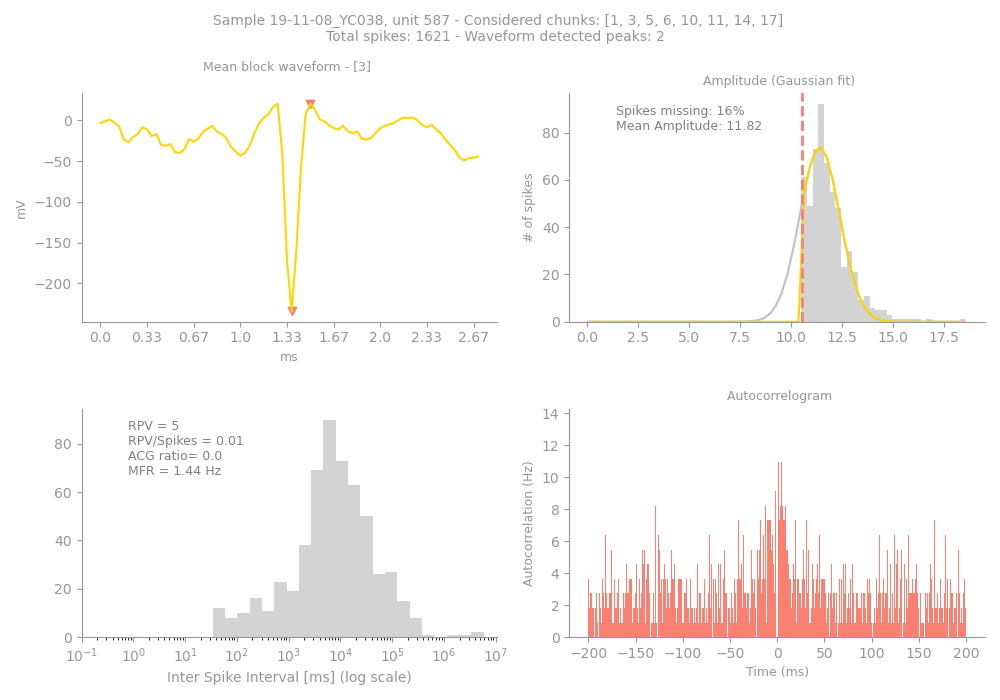 Sample 19-11-08_YC038, unit 587 - Considered chunks: [1, 3, 5, 6, 10, 11, 14, 17]
Total spikes: 1621 - Waveform detected peaks: 2
Mean block waveform - [3]
mV
0
−50
−100
−150
−200
0.0 0.33 0.67 1.0 1.33 1.67 2.0 2.33 2.67
ms
Amplitude (Gaussian fit)
Spikes missing: 16%
Mean Amplitude: 11.82
# of spikes
80
60
40
20
0
0.0 2.5 5.0 7.5 10.0 12.5 15.0 17.5
RPV = 5
RPV/Spikes = 0.01
ACG ratio= 0.0
MFR = 1.44 Hz
80
60
40
20
0
10⁻¹ 10⁰ 10¹ 10² 10³ 10⁴ 10⁵ 10⁶ 10⁷
Inter Spike Interval [ms] (log scale)
Autocorrelogram
Autocorrelation (Hz)
14
12
10
8
6
4
2
0
−200 −150 −100 −50 0 50 100 150 200
Time (ms)